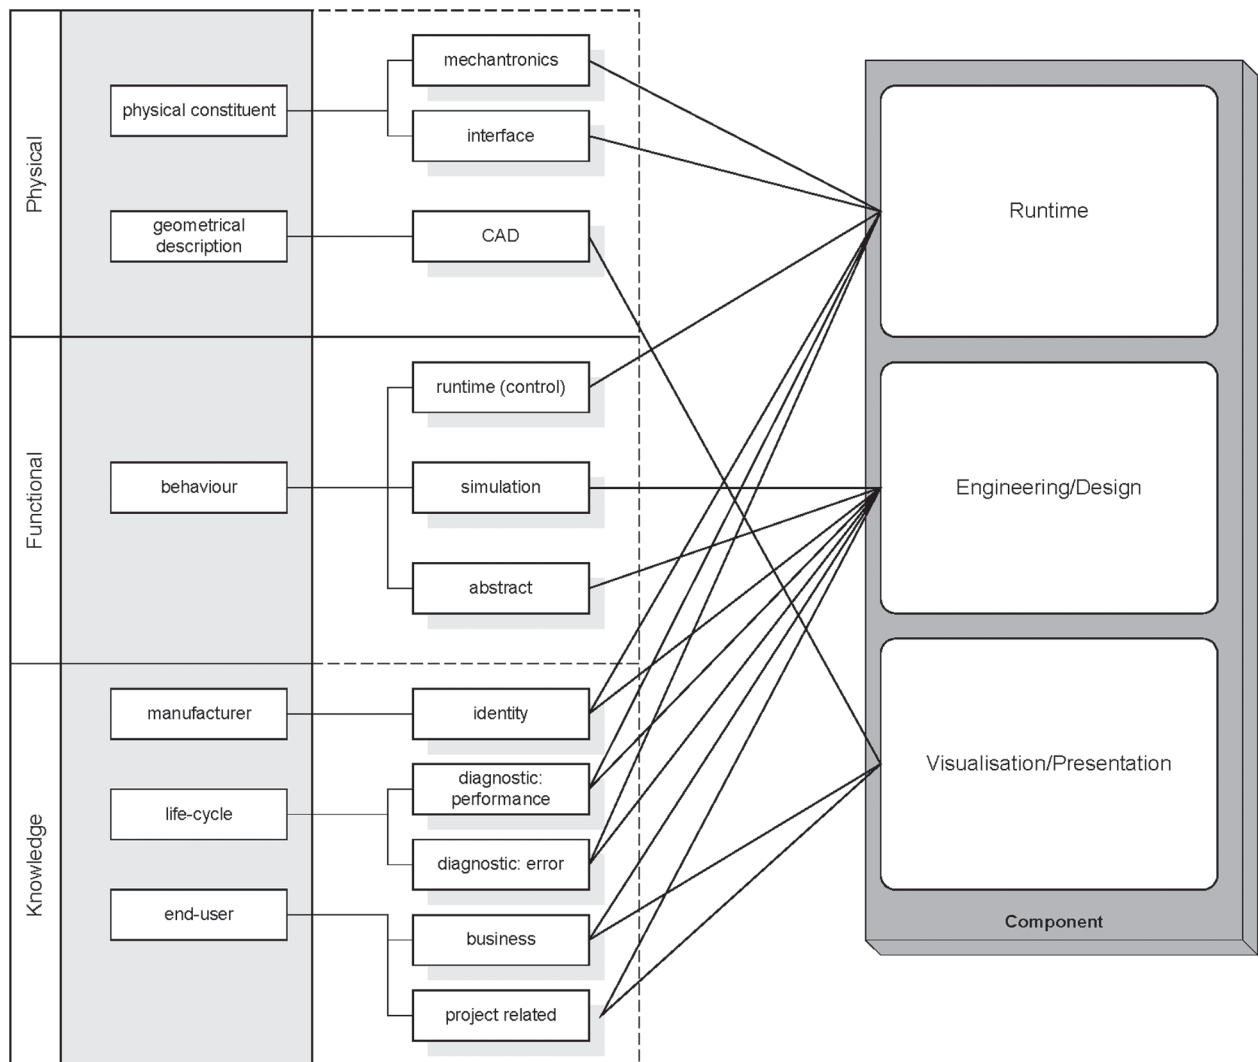 Physical
physical constituent
mechantronics
interface
geometrical
description
CAD
Functional
behaviour
runtime (control)
simulation
abstract
Knowledge
manufacturer
identity
life-cycle
diagnostic:
performance
diagnostic: error
end-user
business
project related
Runtime
Engineering/Design
Visualisation/Presentation
Component